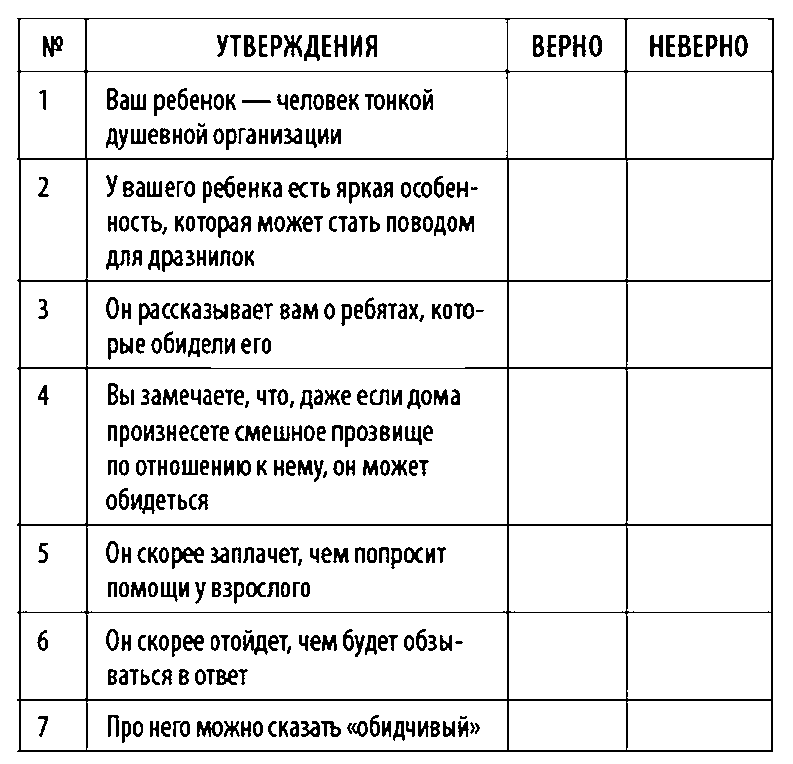 № УТВЕРЖДЕНИЯ ВЕРНО НЕВЕРНО
1 Ваш ребенок — человек тонкой
душевной организации
2 У вашего ребенка есть яркая особен-
ность, которая может стать поводом
для дразнилок
3 Он рассказывает вам о ребятах, кото-
рые обидели его
4 Вы замечаете, что, даже если дома
произнесете смешное прозвище
по отношению к нему, он может
обидеться
5 Он скорее заплачет, чем попросит
помощи у взрослого
6 Он скорее отойдет, чем будет обзы-
ваться в ответ
7 Про него можно сказать «обидчивый»